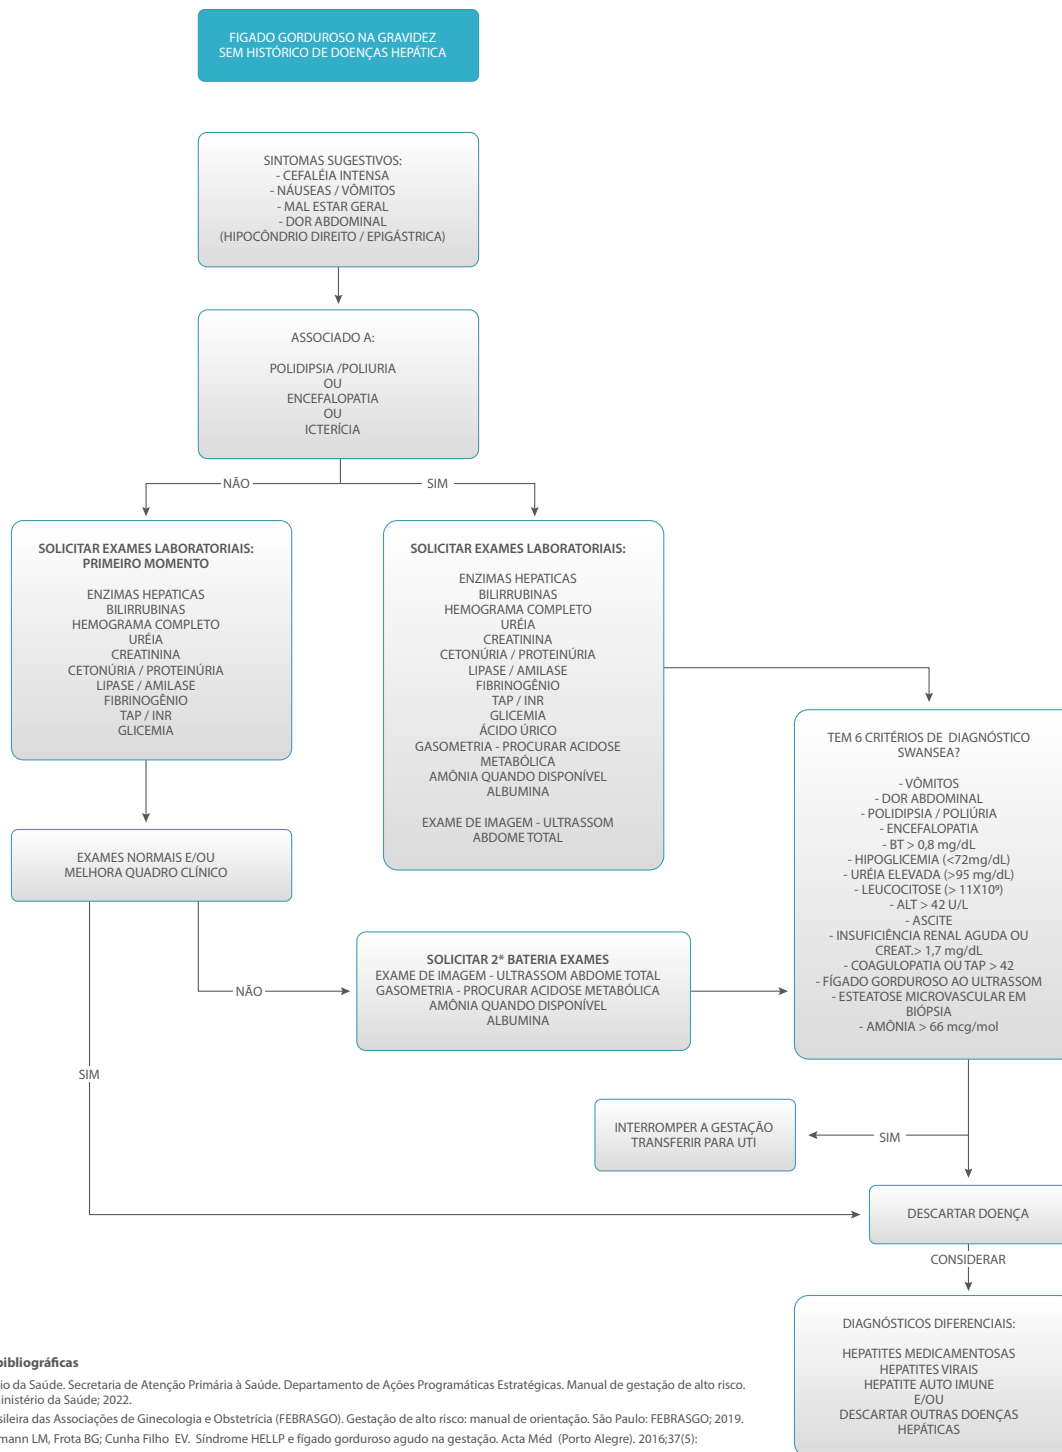 FIGADO GORDUROSO NA GRAVIDEZ
SEM HISTÓRICO DE DOENÇAS HEPÁTICA
SINTOMAS SUGESTIVOS:
- CEFALÉIA INTENSA
- NÁUSEAS / VÔMITOS
- MAL ESTAR GERAL
- DOR ABDOMINAL
(HIPOCÔNDRIO DIREITO / EPIGÁSTRICA)
ASSOCIADO A:
POLIDIPSIA /POLIURIA
OU
ENCEFALOPATIA
OU
ICTERÍCIA
NÃO
SIM
SOLICITAR EXAMES LABORATORIAIS:
PRIMEIRO MOMENTO
ENZIMAS HEPATICAS
BILIRRUBINAS
HEMOGRAMA COMPLETO
URÉIA
CREATININA
CETONÚRIA / PROTEINÚRIA
LIPASE / AMILASE
FIBRINOGÊNIO
TAP / INR
GLICEMIA
SOLICITAR EXAMES LABORATORIAIS:
ENZIMAS HEPATICAS
BILIRRUBINAS
HEMOGRAMA COMPLETO
URÉIA
CREATININA
CETONÚRIA / PROTEINÚRIA
LIPASE / AMILASE
FIBRINOGÊNIO
TAP / INR
GLICEMIA
ÁCIDO ÚRICO
GASOMETRIA - PROCURAR ACIDOSE
METABÓLICA
AMÔNIA QUANDO DISPONÍVEL
ALBUMINA
EXAME DE IMAGEM - ULTRASSOM
ABDOME TOTAL
TEM 6 CRITÉRIOS DE DIAGNÓSTICO
SWANSEA?
- VÔMITOS
- DOR ABDOMINAL
- POLIDIPSIA / POLIÚRIA
- ENCEFALOPATIA
- BT > 0,8 mg/dL
- HIPOGLICEMIA (<72mg/dL)
- URÉIA ELEVADA (>95 mg/dL)
- LEUCOCITOSE (> 11X10⁹)
- ALT > 42 U/L
- ASCITE
- INSUFICIÊNCIA RENAL AGUDA OU
CREAT.> 1,7 mg/dL
- COAGULOPATIA OU TAP > 42
- FÍGADO GORDUROSO AO ULTRASSOM
- ESTEATOSE MICROVASCULAR EM
BIÓPSIA
- AMÔNIA > 66 mcg/mol
EXAMES NORMAIS E/OU
MELHORA QUADRO CLÍNICO
NÃO
SOLICITAR 2* BATERIA EXAMES
EXAME DE IMAGEM - ULTRASSOM ABDOME TOTAL
GASOMETRIA - PROCURAR ACIDOSE METABÓLICA
AMÔNIA QUANDO DISPONÍVEL
ALBUMINA
SIM
INTERROMPER A GESTAÇÃO
TRANSFERIR PARA UTI
SIM
DESCARTAR DOENÇA
CONSIDERAR
DIAGNÓSTICOS DIFERENCIAIS:
HEPATITES MEDICAMENTOSAS
HEPATITES VIRAIS
HEPATITE AUTO IMUNE
E/OU
DESCARTAR OUTRAS DOENÇAS
HEPÁTICAS
bibliográficas
io da Saúde. Secretaria de Atenção Primária à Saúde. Departamento de Ações Programáticas Estratégicas. Manual de gestação de alto risco.
inistério da Saúde; 2022.
sileira das Associações de Ginecologia e Obstetrícia (FEBRASGO). Gestação de alto risco: manual de orientação. São Paulo: FEBRASGO; 2019.
mann LM, Frota BG; Cunha Filho EV. Síndrome HELLP e fígado gorduroso agudo na gestação. Acta Méd (Porto Alegre). 2016;37(5):